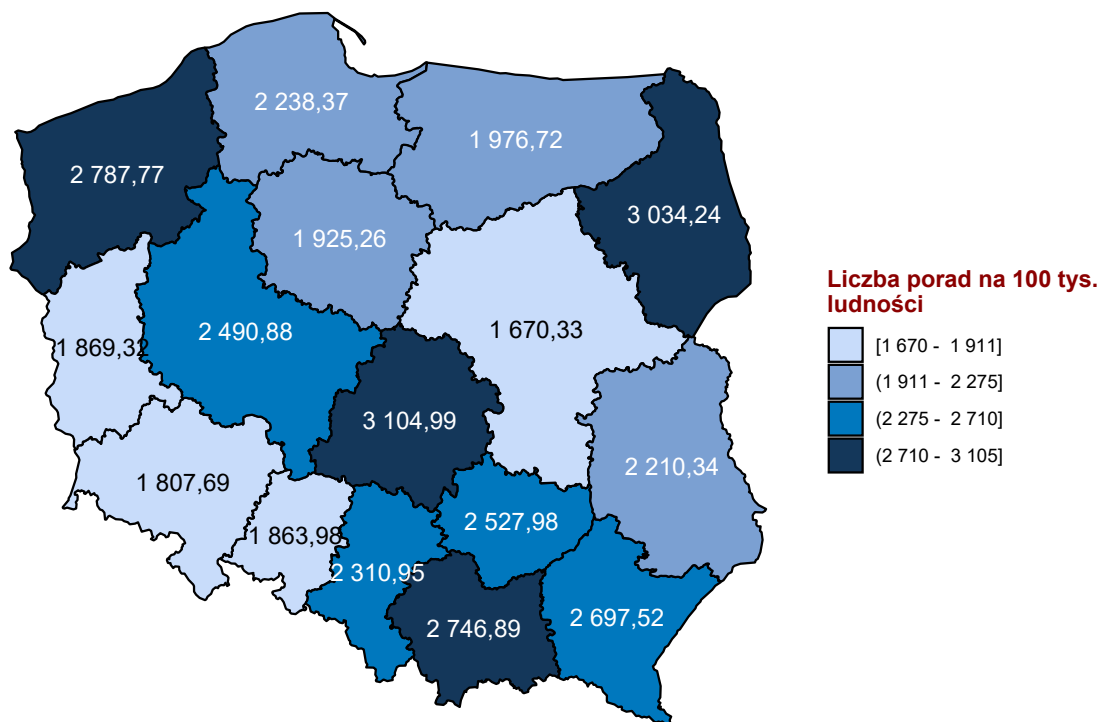 2 238,37
1 976,72
2 787,77
3 034,24
1 925,26
Liczba porad na 100 tys.
ludności
1 670,33
2 490,88
1 869,32
[1 670 - 1 911]
(1 911 - 2 275]
(2 275 - 2 710]
(2 710 - 3 105]
3 104,99
2 210,34
1 807,69
2 527,98
1 863,98
2 310,95
2 697,52
2 746,89